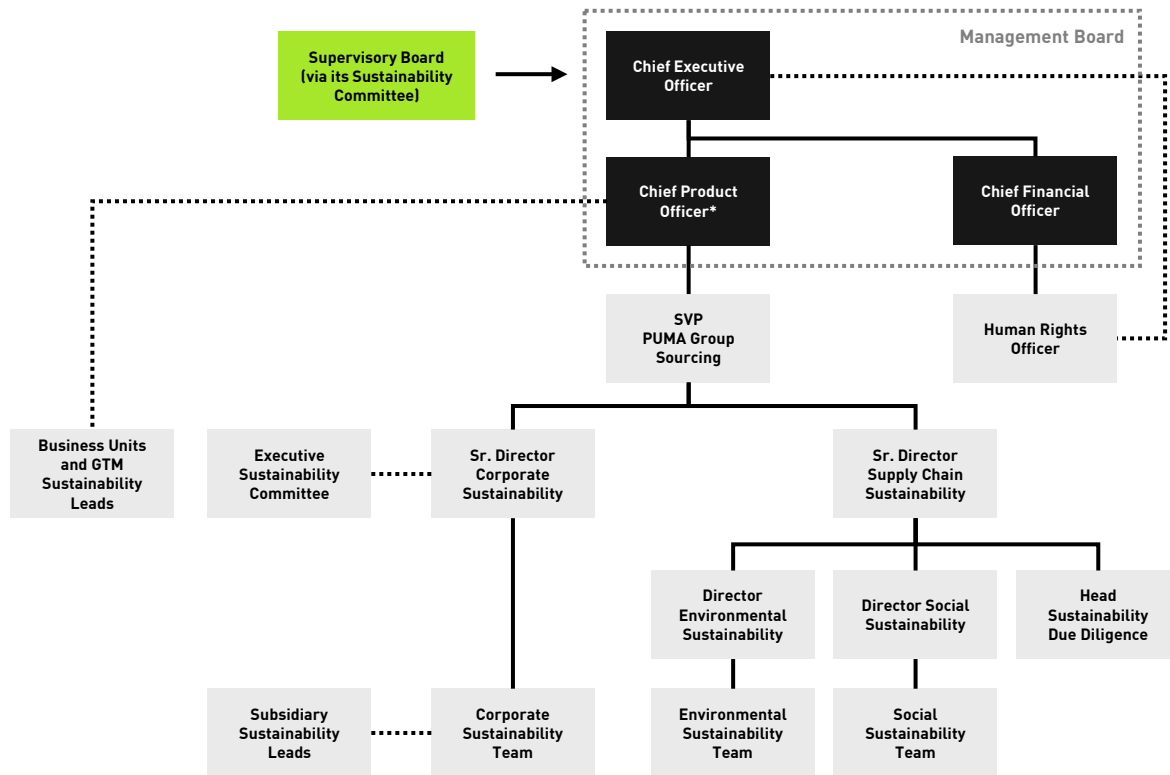 Management Board
Supervisory Board
(via its Sustainability
Committee)
Chief Executive
Officer
Chief Product
Officer*
Chief Financial
Officer
SVP
PUMA Group
Sourcing
Human Rights
Officer
Business Units
and GTM
Sustainability
Leads
Executive
Sustainability
Committee
Sr. Director
Corporate
Sustainability
Sr. Director
Supply Chain
Sustainability
Director
Environmental
Sustainability
Director Social
Sustainability
Head
Sustainability
Due Diligence
Subsidiary
Sustainability
Leads
Corporate
Sustainability
Team
Environmental
Sustainability
Team
Social
Sustainability
Team